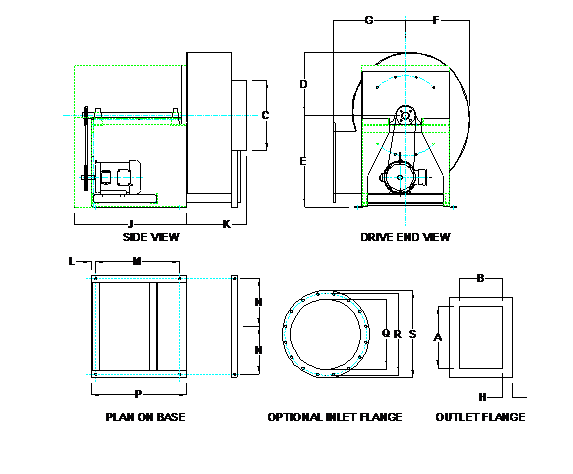 G
F
D
C
E
J
K
SIDE VIEW
DRIVE END VIEW
L
M
B
N
N
Q
R
S
A
P
H
PLAN ON BASE
OPTIONAL INLET FLANGE
OUTLET FLANGE